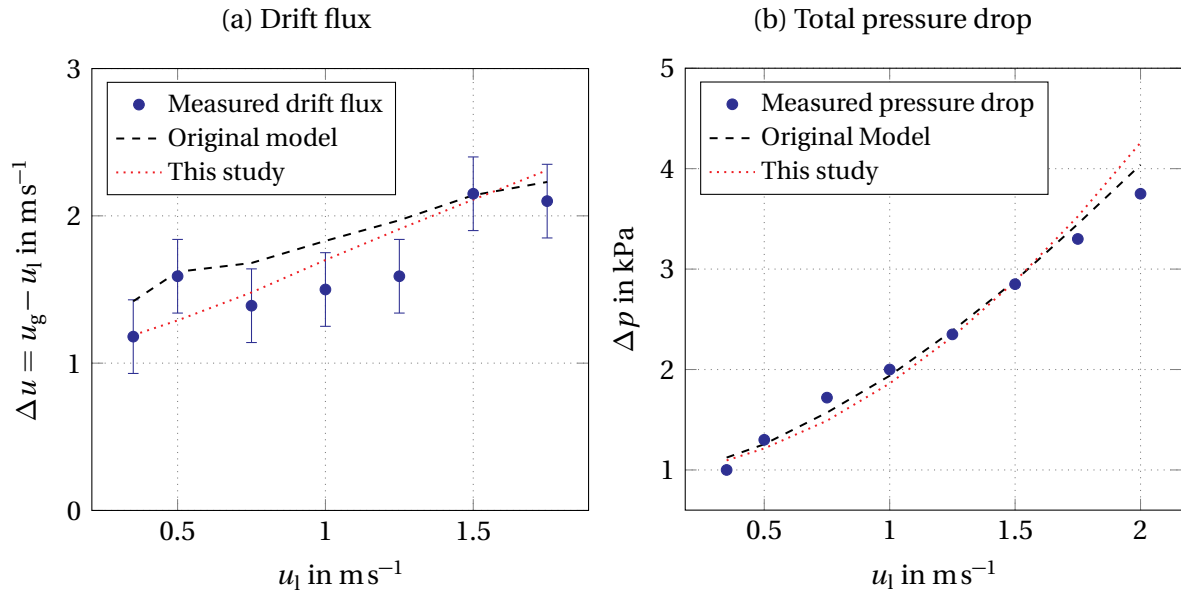 (a) Drift flux
3
2
1
0
0.5
1
1.5
Δu = u_g − u_l in m s⁻¹
u_l in m s⁻¹
Measured drift flux
Original model
This study
(b) Total pressure drop
5
4
3
2
1
0.5
1
1.5
2
Δp in kPa
u_l in m s⁻¹
Measured pressure drop
Original Model
This study